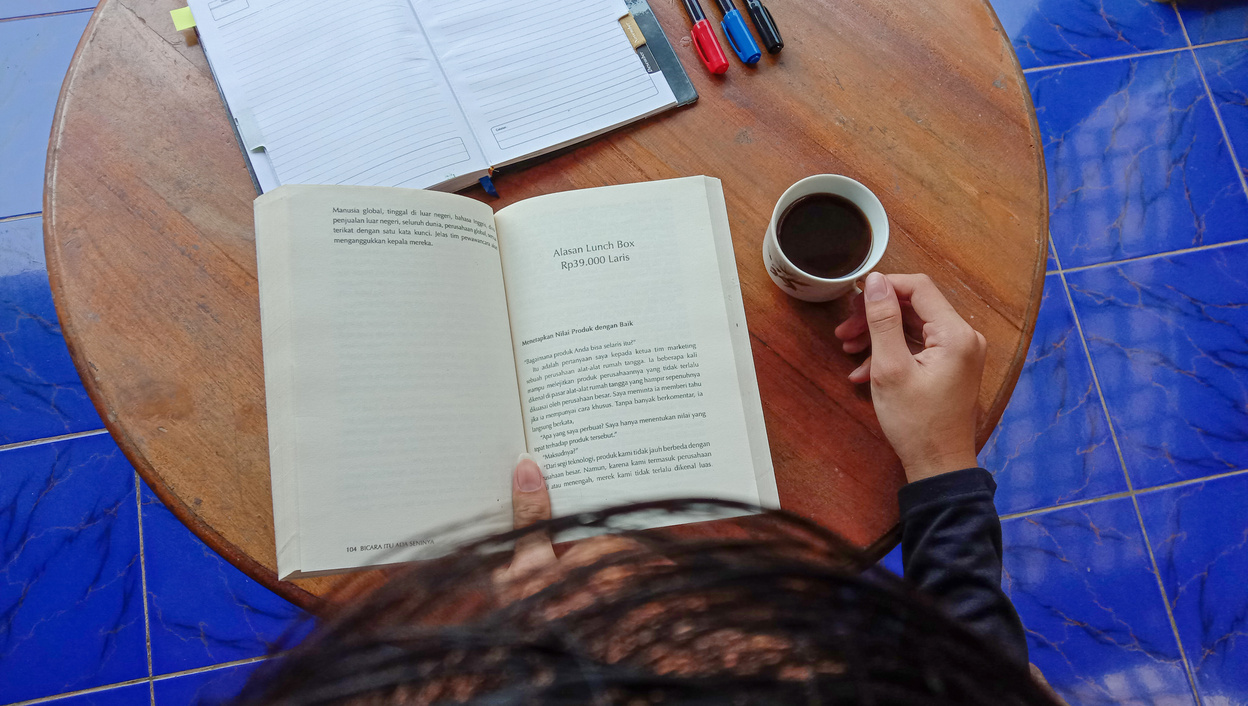 Manusia global, tinggal di luar negeri, bahasa Inggris,
penjualan luar negeri, seluruh dunia, perusahaan global,
terikat dengan satu kata kunci. Jelas tim pewawancara
menganggukkan kepala mereka.
104 BICARA ITU ADA SENINYA
Alasan Lunch Box
Rp39.000 Laris
Menetapkan Nilai Produk dengan Baik
"Bagaimana produk Anda bisa selaris itu?"
Itu adalah pertanyaan saya kepada ketua tim marketing
sebuah perusahaan alat-alat rumah tangga. Ia beberapa kali
mampu melejitkan produk perusahaannya yang tidak terlalu
dikenal di pasar alat-alat rumah tangga yang hampir sepenuhnya
dikuasai oleh perusahaan besar. Saya meminta ia memberi tahu
jika ia mempunyai cara khusus. Tanpa banyak berkomentar, ia
langsung berkata,
"Apa yang saya perbuat? Saya hanya menentukan nilai yang
tepat terhadap produk tersebut."
"Maksudnya?"
"Dari segi teknologi, produk kami tidak jauh berbeda dengan
perusahaan besar. Namun, karena kami termasuk perusahaan
atau menengah, merek kami tidak terlalu dikenal luas